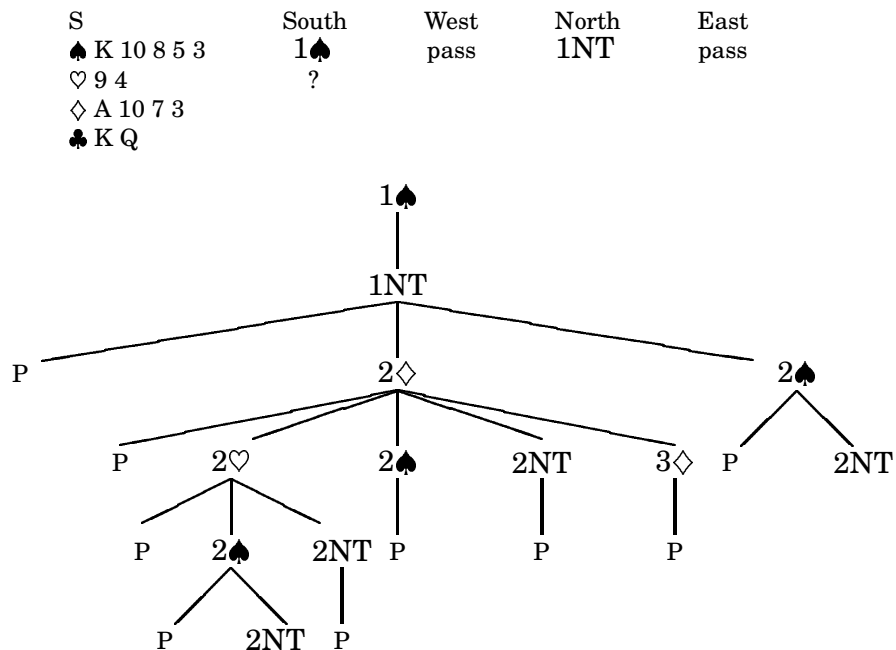 S South West North East
♠ K 10 8 5 3 1♠ pass 1NT pass
♡ 9 4 ?
♢ A 10 7 3
♣ K Q
1♠
1NT
P 2♢ 2♠
P 2♡ 2♠ 2NT 3♢ P 2NT
P 2♠ 2NT P P P
P 2NT P